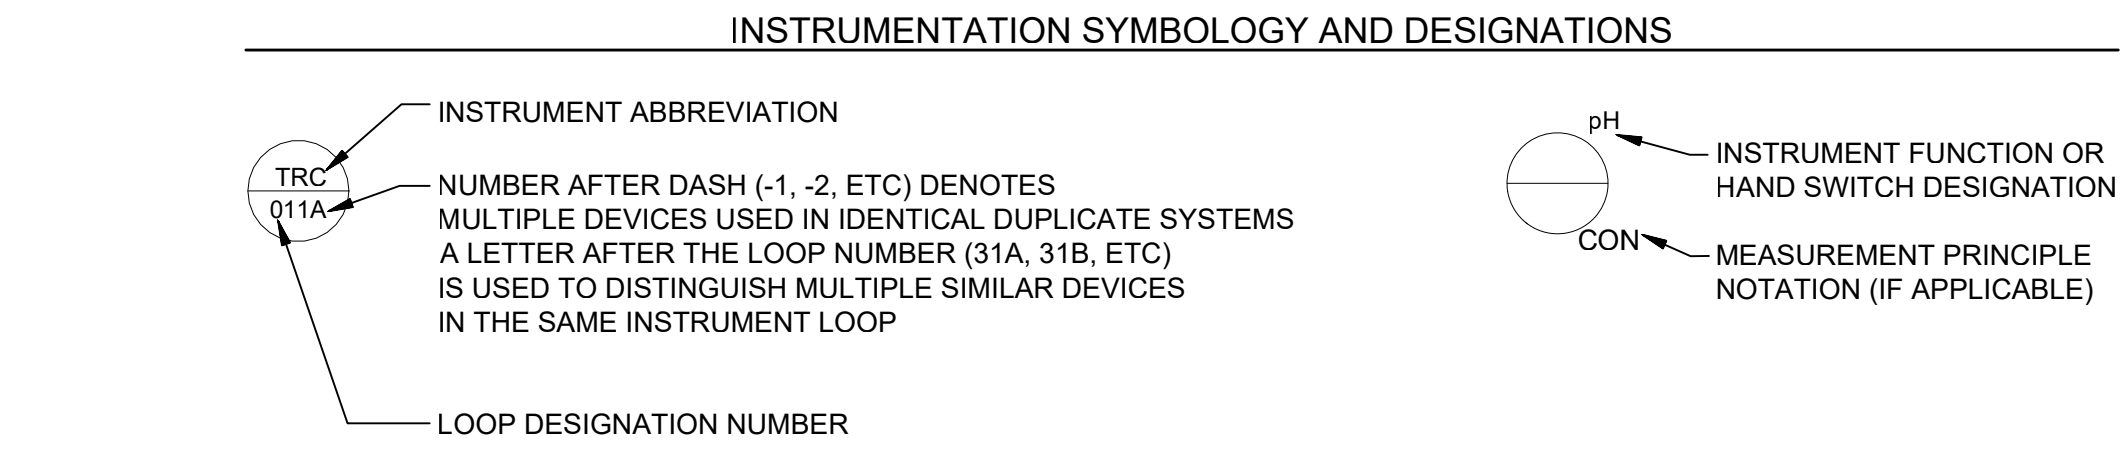 INSTRUMENTATION SYMBOLOGY AND DESIGNATIONS
INSTRUMENT ABBREVIATION
TRC
011A
NUMBER AFTER DASH (-1, -2, ETC) DENOTES
MULTIPLE DEVICES USED IN IDENTICAL DUPLICATE SYSTEMS
A LETTER AFTER THE LOOP NUMBER (31A, 31B, ETC)
IS USED TO DISTINGUISH MULTIPLE SIMILAR DEVICES
IN THE SAME INSTRUMENT LOOP
LOOP DESIGNATION NUMBER
pH
INSTRUMENT FUNCTION OR
HAND SWITCH DESIGNATION
CON
MEASUREMENT PRINCIPLE
NOTATION (IF APPLICABLE)